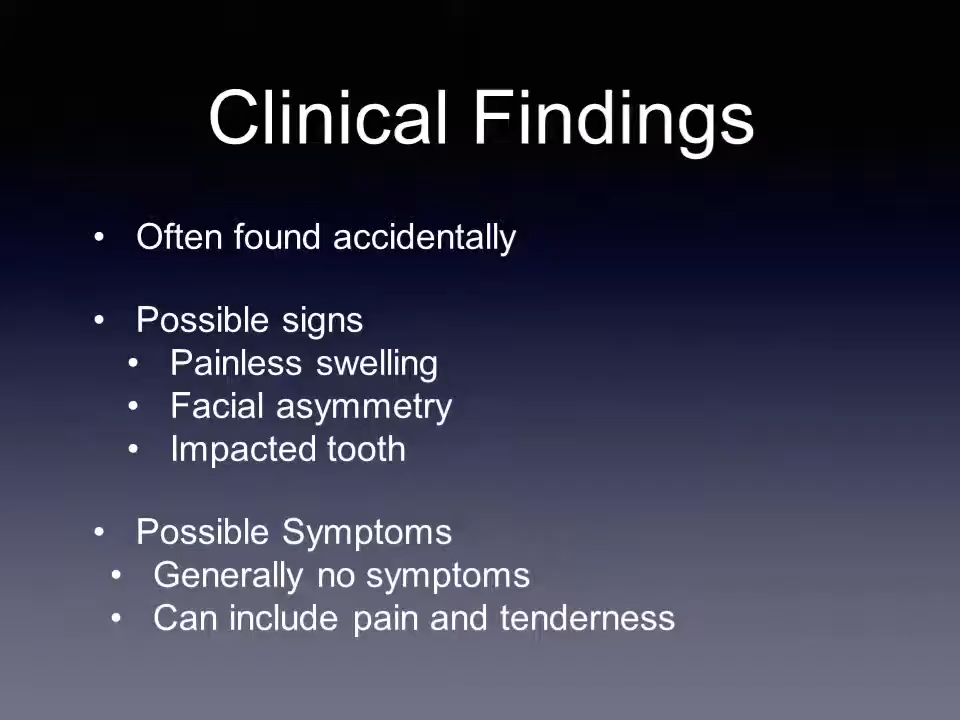 Clinical Findings
• Often found accidentally
• Possible signs
• Painless swelling
• Facial asymmetry
• Impacted tooth
• Possible Symptoms
• Generally no symptoms
• Can include pain and tenderness